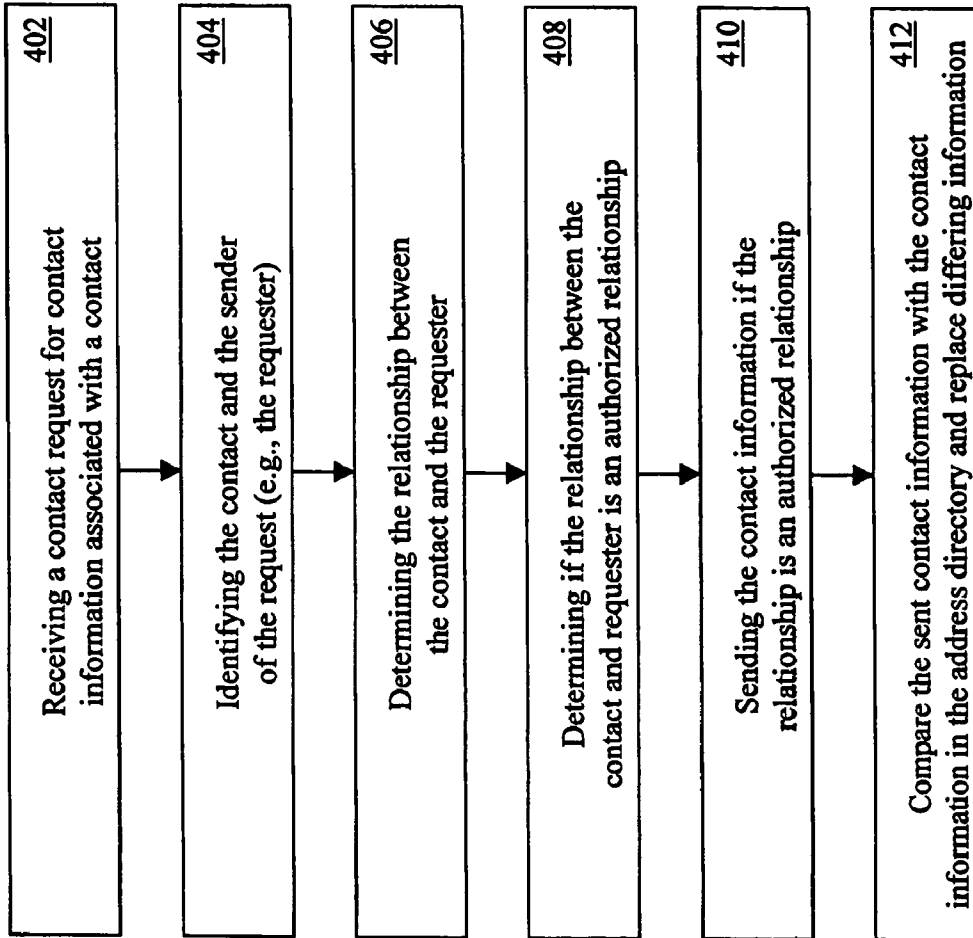 402
Receiving a contact request for contact
information associated with a contact
404
Identifying the contact and the sender
of the request (e.g., the requester)
406
Determining the relationship between
the contact and the requester
408
Determining if the relationship between the
contact and requester is an authorized relationship
410
Sending the contact information if the
relationship is an authorized relationship
412
Compare the sent contact information with the contact
information in the address directory and replace differing information